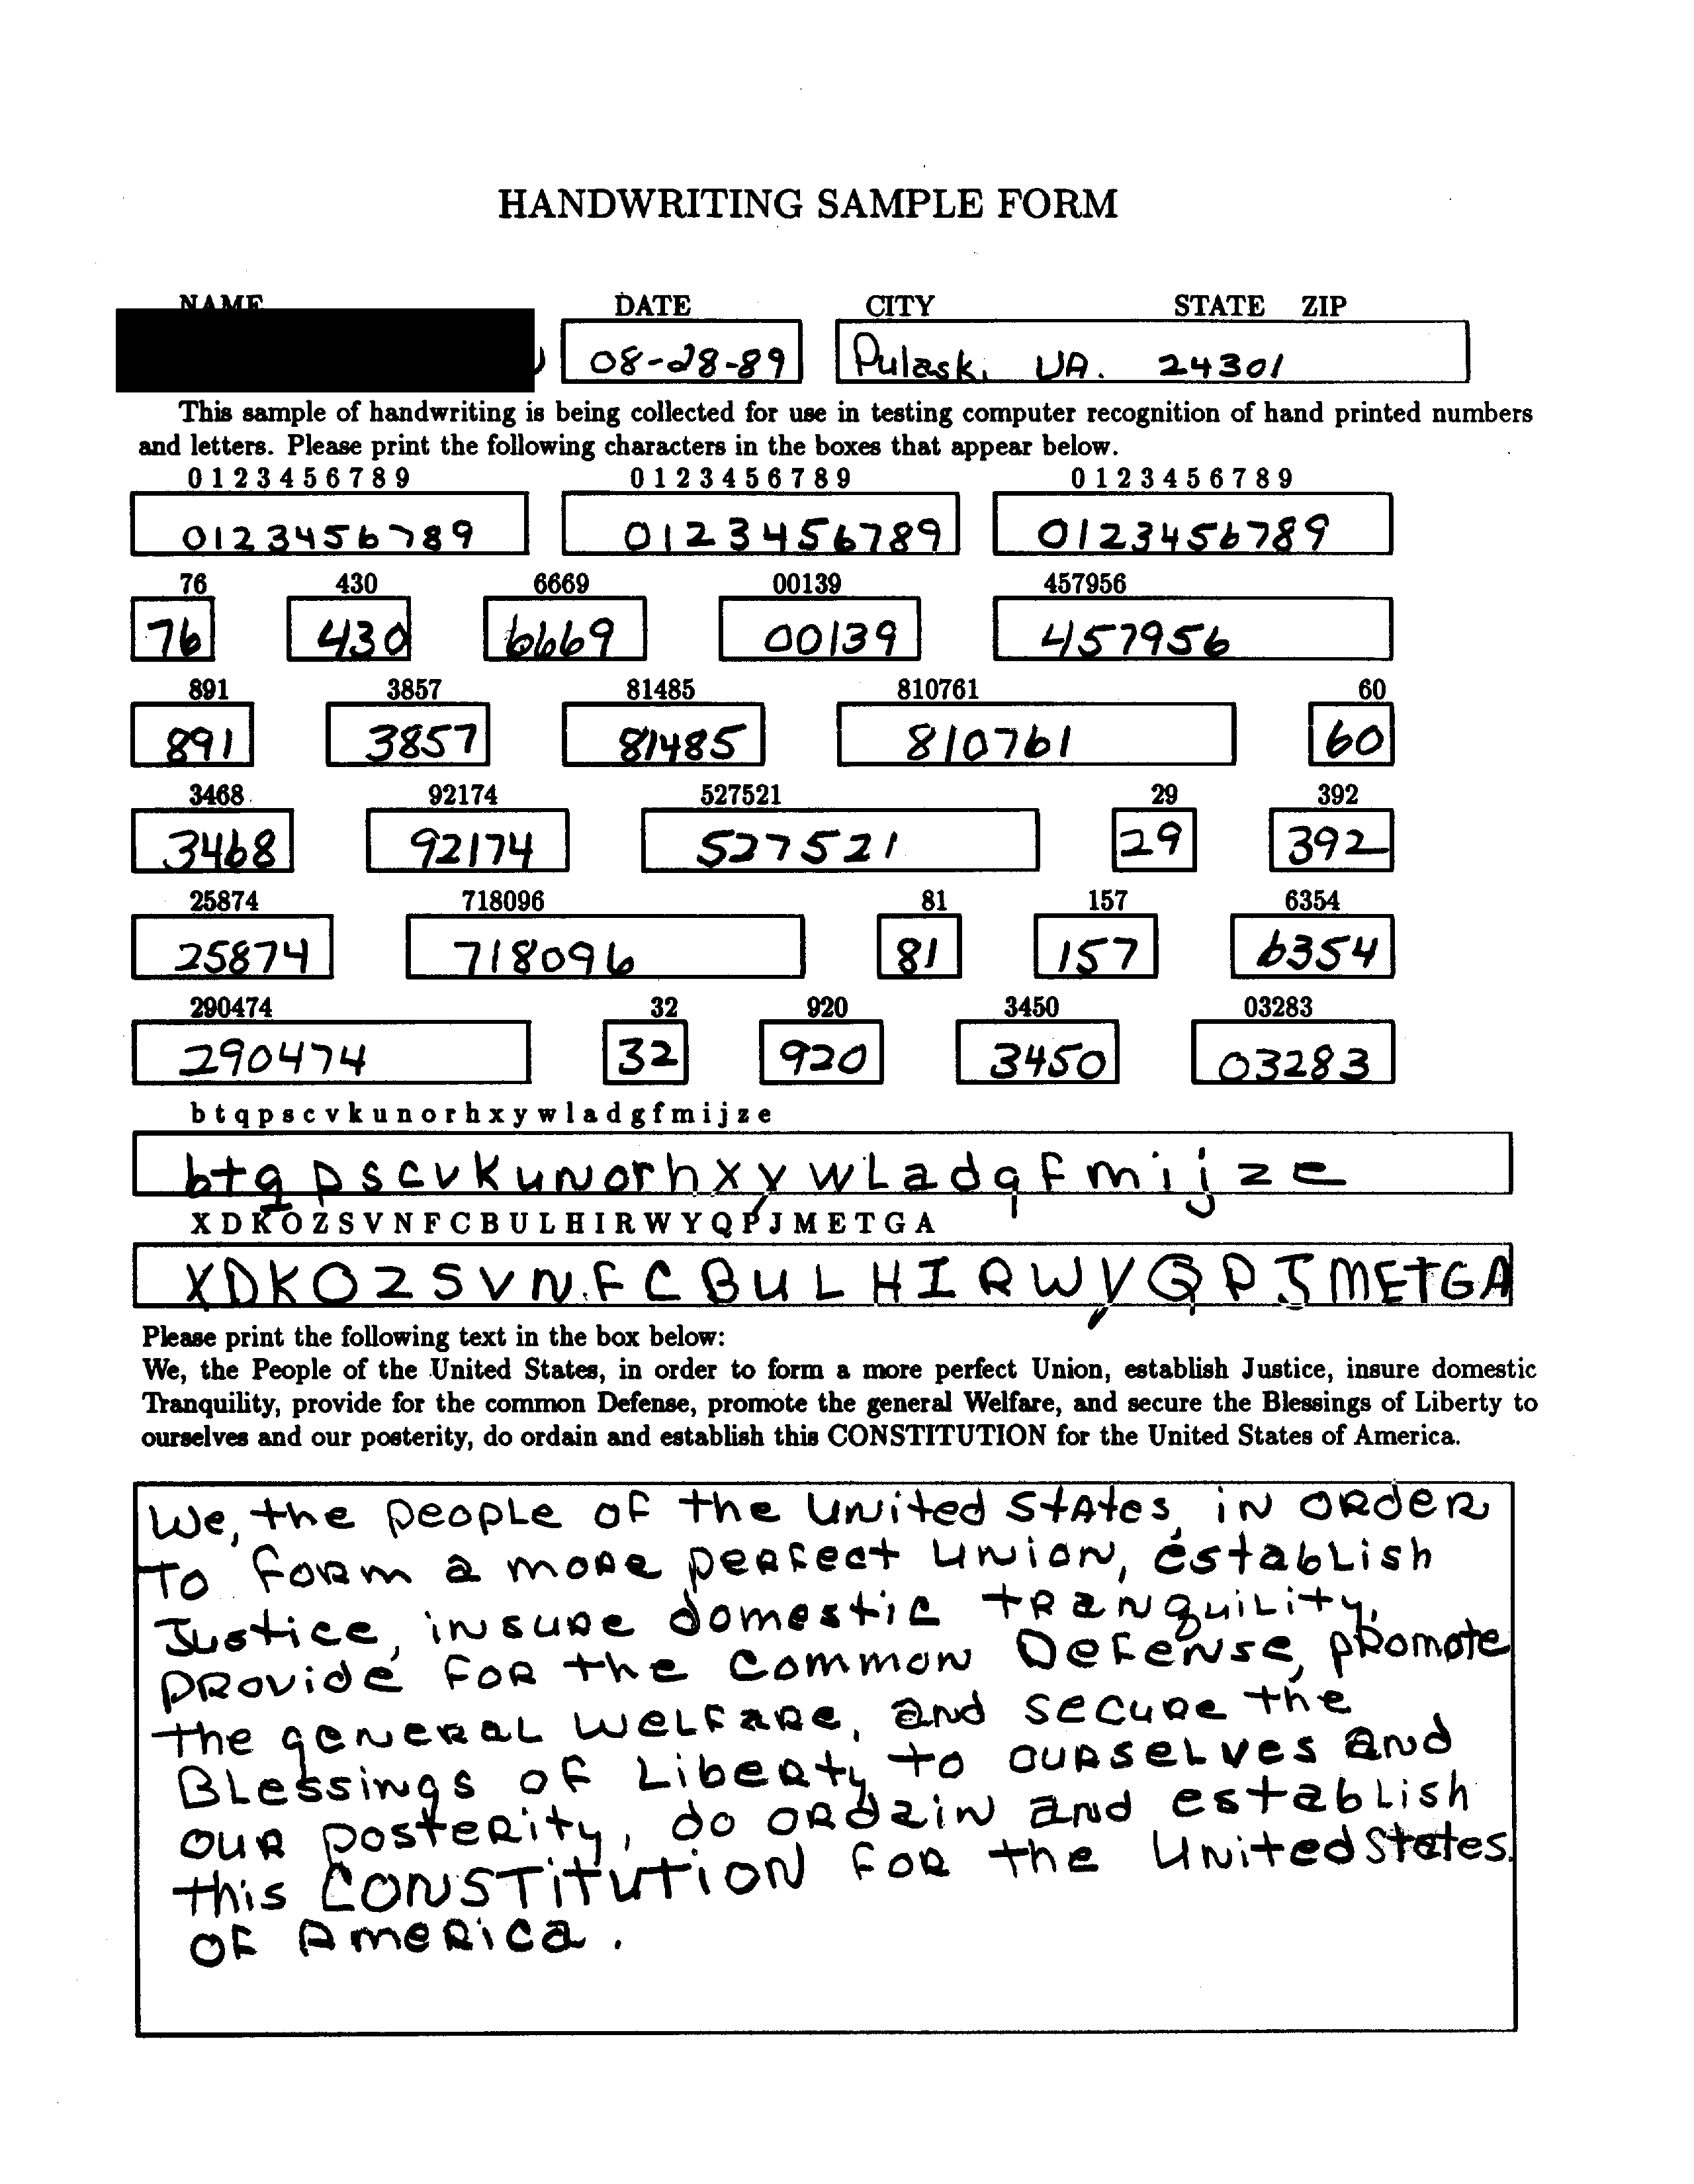 HANDWRITING SAMPLE FORM
NAME DATE CITY STATE ZIP
08-28-89 Pulaski VA. 24301
This sample of handwriting is being collected for use in testing computer recognition of hand printed numbers
and letters. Please print the following characters in the boxes that appear below.
0 1 2 3 4 5 6 7 8 9 0 1 2 3 4 5 6 7 8 9 0 1 2 3 4 5 6 7 8 9
0123456789 0123456789 0123456789
76 430 6669 00139 457956
76 430 6669 00139 457956
891 3857 81485 810761 60
891 3857 81485 810761 60
3468 92174 527521 29 392
3468 92174 527521 29 392
25874 718096 81 157 6354
25874 718096 81 157 6354
290474 32 920 3450 03283
290474 32 920 3450 03283
b t q p s c v k u n o r h x y w l a d g f m i j z e
b t q p s c v k u N o r h x y w L a d g f m i j z e
X D K O Z S V N F C B U L H I R W Y Q P J M E T G A
X D K O Z S V N F C B U L H I R W Y Q P J M E T G A
Please print the following text in the box below:
We, the People of the United States, in order to form a more perfect Union, establish Justice, insure domestic
Tranquility, provide for the common Defense, promote the general Welfare, and secure the Blessings of Liberty to
ourselves and our posterity, do ordain and establish this CONSTITUTION for the United States of America.
We, the peopLe of the UNited StAtes, iN ORdeR
To foRm a moRe peRfect UNioN, estabLish
Justice, iNsuRe domestic tRaNquiLity,
pRovide foR the commoN DefeNse, pRomote
the geNeRaL weLfaRe, aNd secuRe the
BLessiNgs of LibeRty to ouRseLves aNd
ouR posteRity, do oRdaiN aNd estabLish
this CONSTiTuTiON foR the UNited States.
of AmeRica.